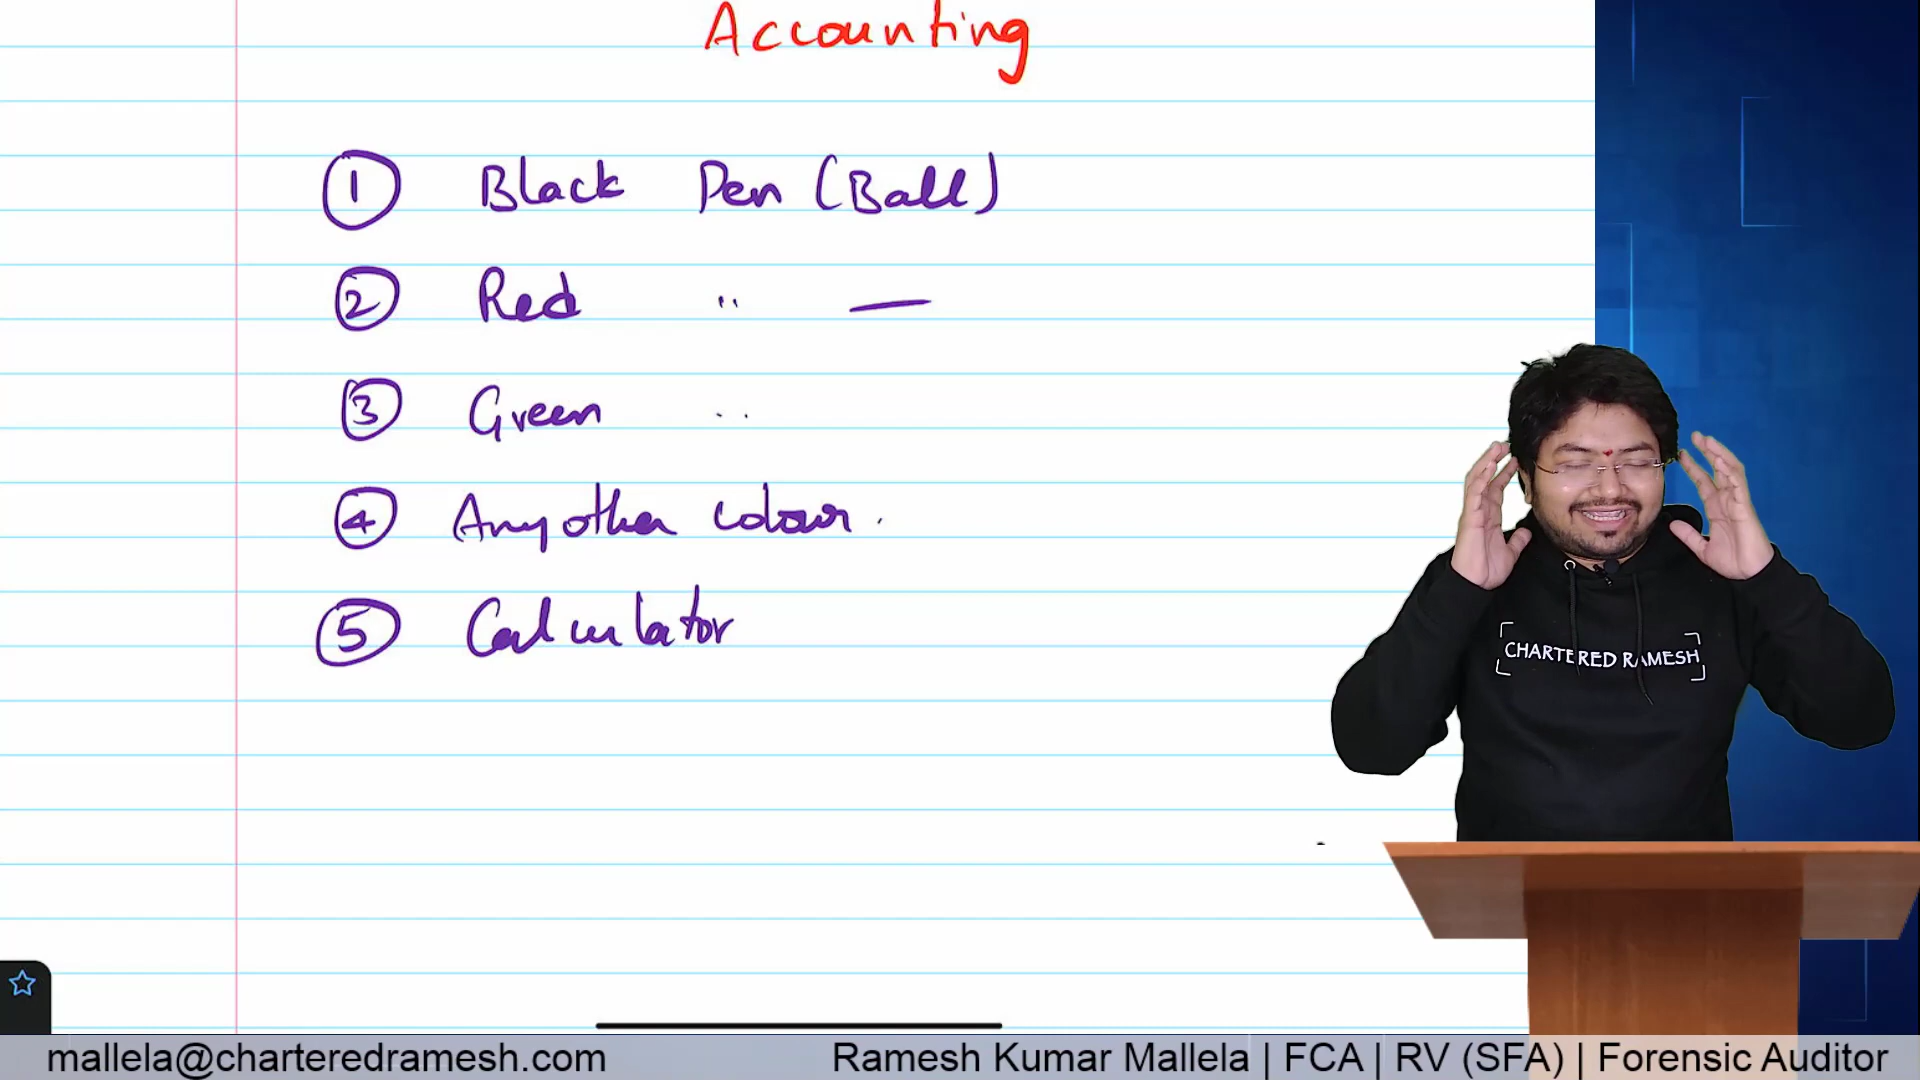 Accounting
1 Black Pen (Ball)
2 Red " —
3 Green "
4 Any other colour.
5 Calculator
CHARTERED RAMESH
mallela@charteredramesh.com
Ramesh Kumar Mallela | FCA | RV (SFA) | Forensic Auditor